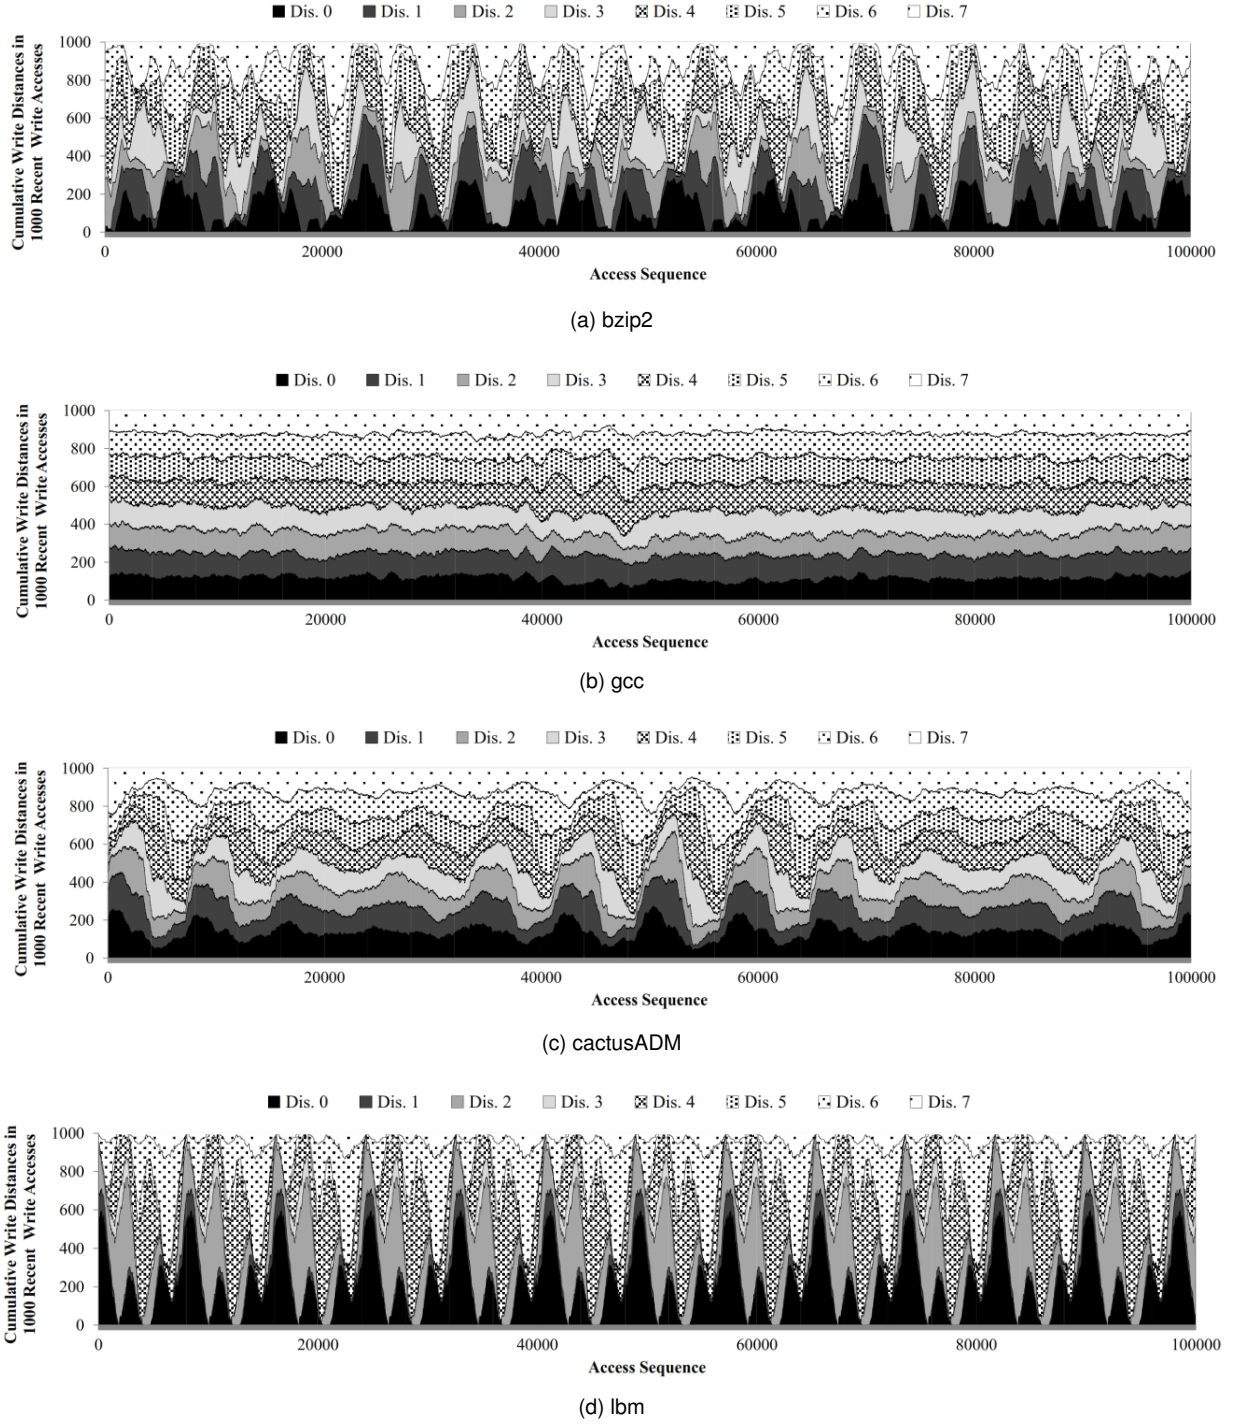 Dis. 0 Dis. 1 Dis. 2 Dis. 3 Dis. 4 Dis. 5 Dis. 6 Dis. 7
Cumulative Write Distances in
1000 Recent Write Accesses
1000
800
600
400
200
0
0 20000 40000 60000 80000 100000
Access Sequence
(a) bzip2
Dis. 0 Dis. 1 Dis. 2 Dis. 3 Dis. 4 Dis. 5 Dis. 6 Dis. 7
Cumulative Write Distances in
1000 Recent Write Accesses
1000
800
600
400
200
0
0 20000 40000 60000 80000 100000
Access Sequence
(b) gcc
Dis. 0 Dis. 1 Dis. 2 Dis. 3 Dis. 4 Dis. 5 Dis. 6 Dis. 7
Cumulative Write Distances in
1000 Recent Write Accesses
1000
800
600
400
200
0
0 20000 40000 60000 80000 100000
Access Sequence
(c) cactusADM
Dis. 0 Dis. 1 Dis. 2 Dis. 3 Dis. 4 Dis. 5 Dis. 6 Dis. 7
Cumulative Write Distances in
1000 Recent Write Accesses
1000
800
600
400
200
0
0 20000 40000 60000 80000 100000
Access Sequence
(d) lbm